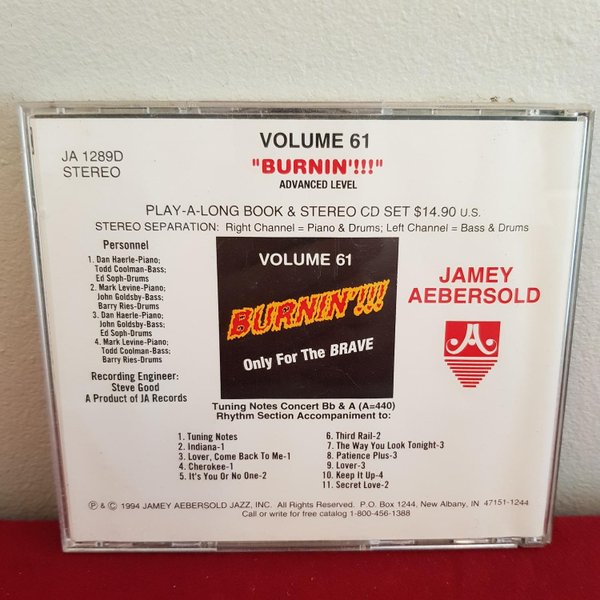 VOLUME 61
JA 1289D
STEREO
"BURNIN'!!!"
ADVANCED LEVEL
PLAY-A-LONG BOOK & STEREO CD SET $14.90 U.S.
STEREO SEPARATION: Right Channel = Piano & Drums; Left Channel = Bass & Drums
Personnel
1. Dan Haerle-Piano;
Todd Coolman-Bass;
Ed Soph-Drums
2. Mark Levine-Piano;
John Goldsby-Bass;
Barry Ries-Drums
3. Dan Haerle-Piano;
John Goldsby-Bass;
Ed Soph-Drums
4. Mark Levine-Piano;
Todd Coolman-Bass;
Barry Ries-Drums
Recording Engineer:
Steve Good
A Product of JA Records
VOLUME 61
BURNIN'!!!
Only For The BRAVE
JAMEY
AEBERSOLD
Tuning Notes Concert Bb & A (A=440)
Rhythm Section Accompaniment to:
1. Tuning Notes
2. Indiana-1
3. Lover, Come Back To Me-1
4. Cherokee-1
5. It's You Or No One-2
6. Third Rail-2
7. The Way You Look Tonight-3
8. Patience Plus-3
9. Lover-3
10. Keep It Up-4
11. Secret Love-2
Ⓟ & © 1994 JAMEY AEBERSOLD JAZZ, INC. All Rights Reserved. P.O. Box 1244, New Albany, IN 47151-1244
Call or write for free catalog 1-800-456-1388